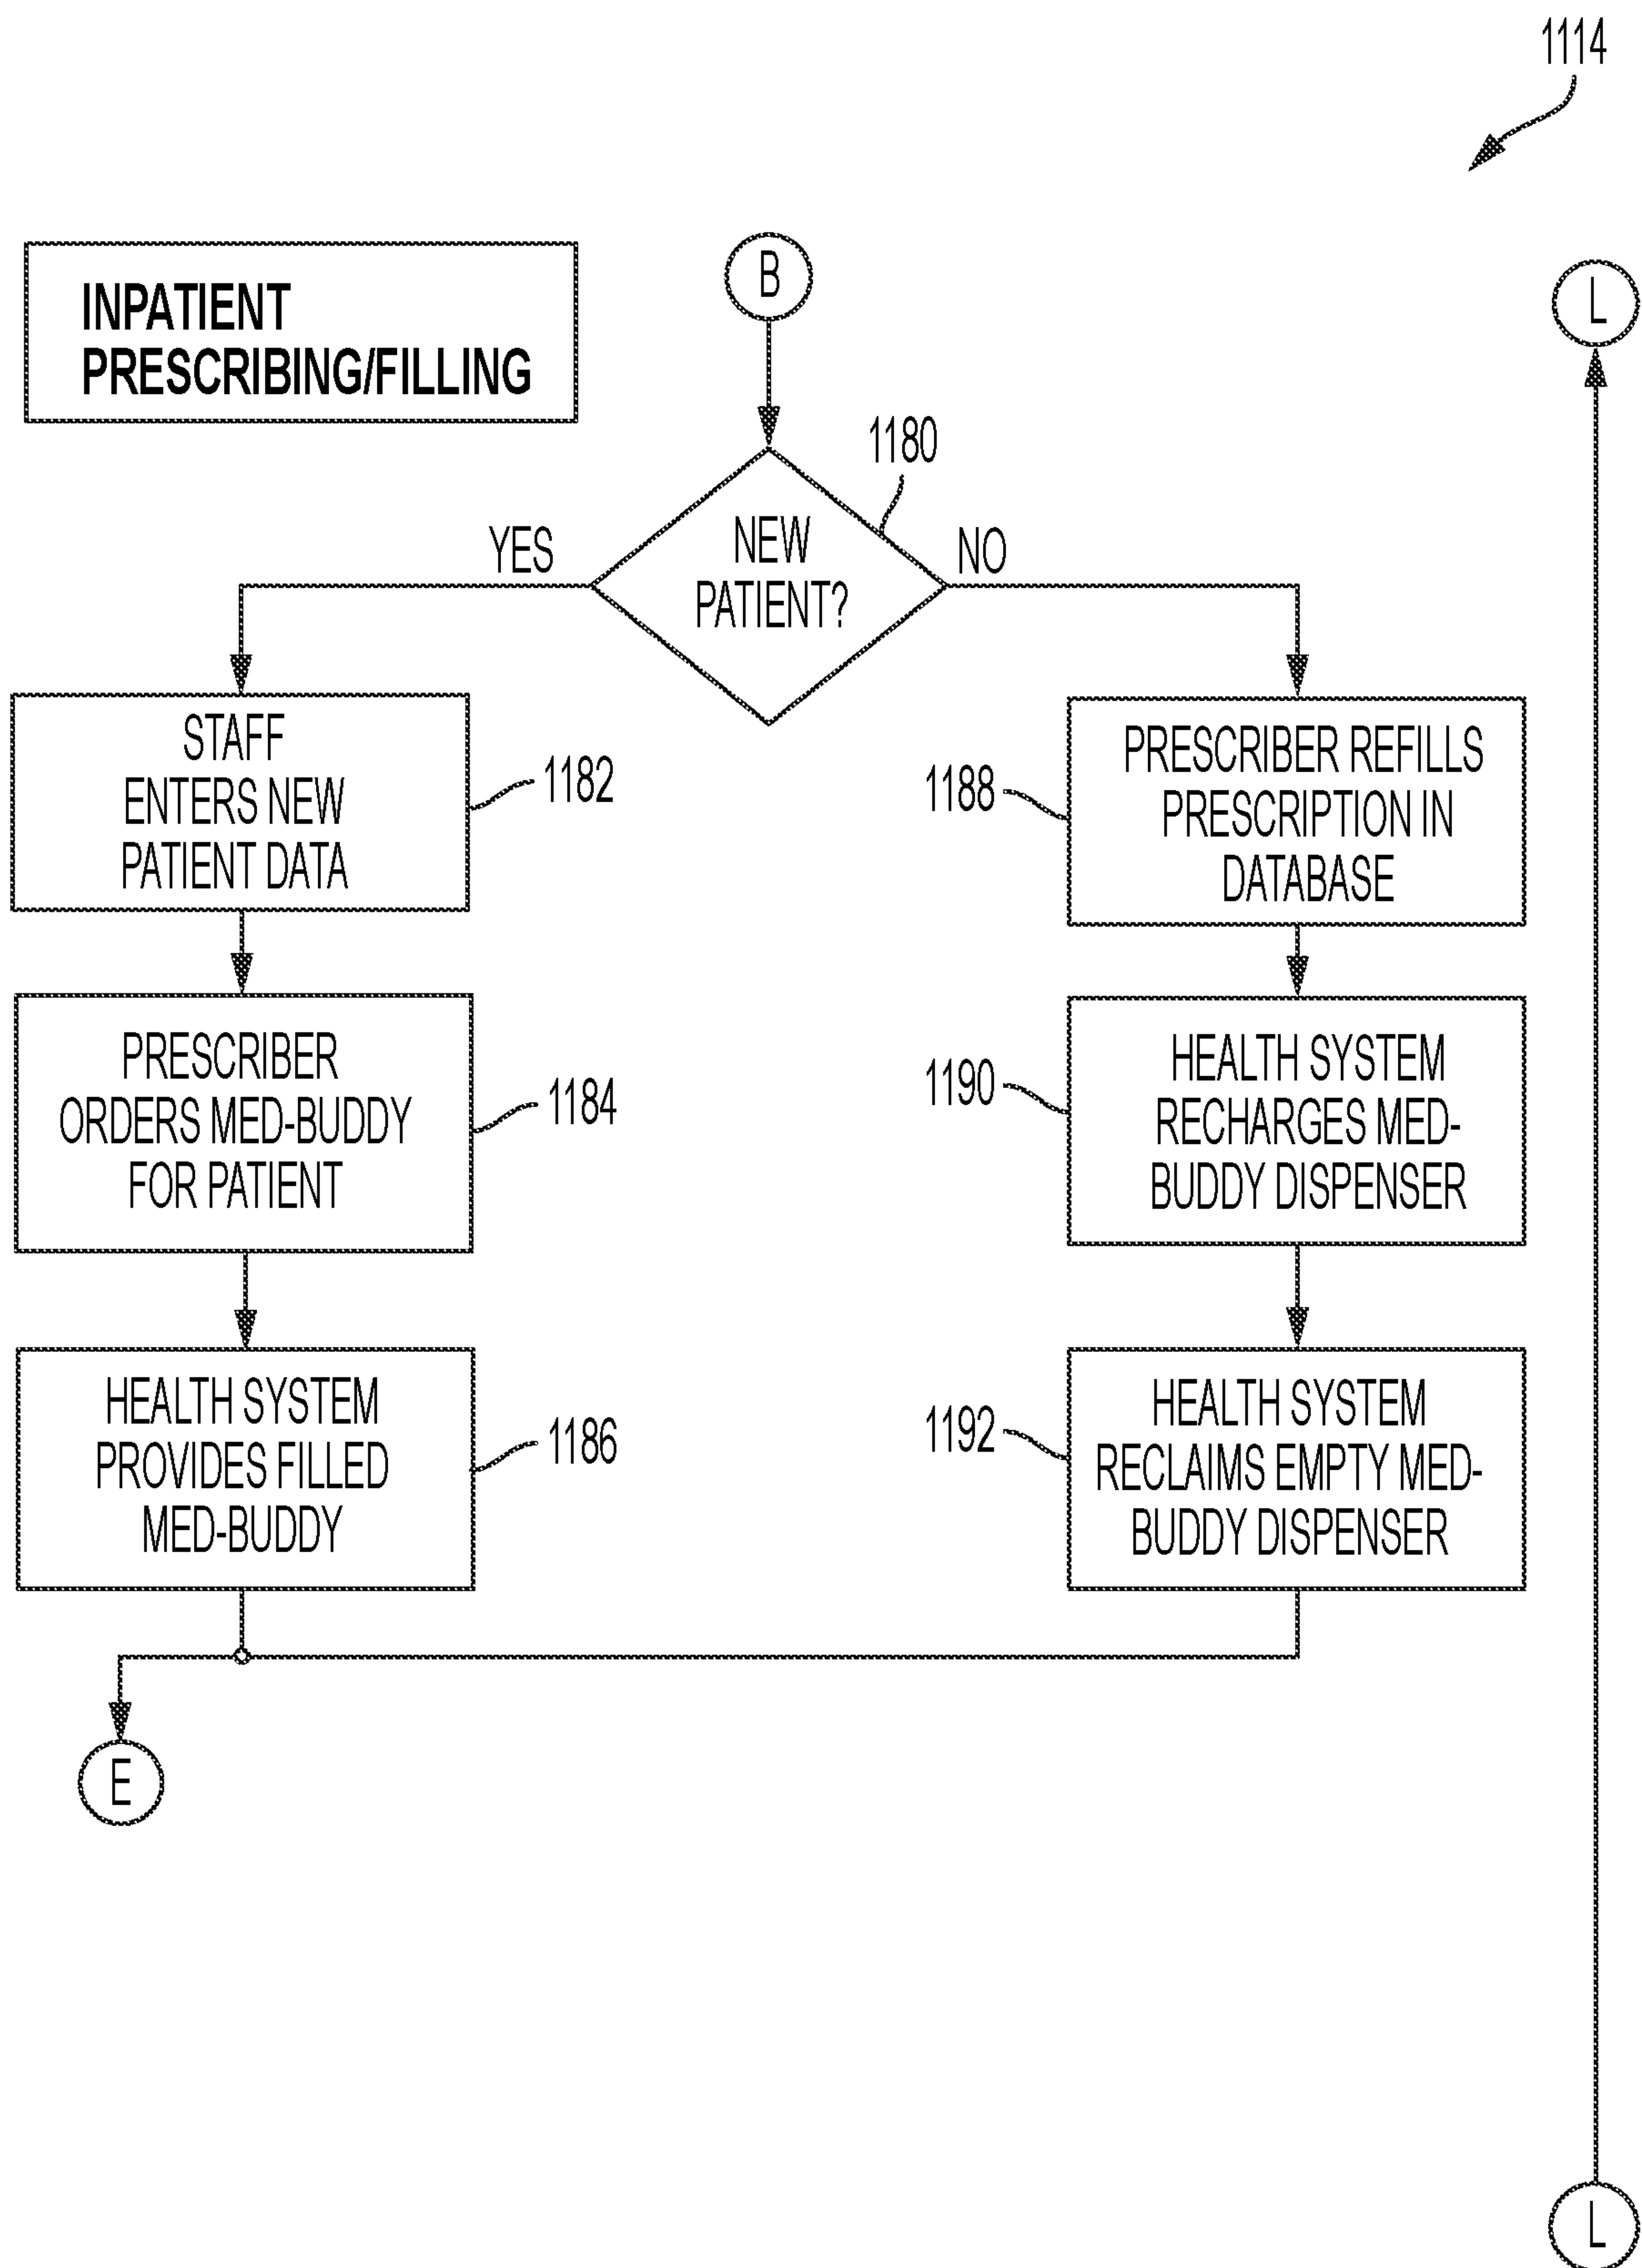 1114
INPATIENT
PRESCRIBING/FILLING
B
L
1180
YES
NEW
PATIENT?
NO
STAFF
ENTERS NEW
PATIENT DATA
1182
1188
PRESCRIBER REFILLS
PRESCRIPTION IN
DATABASE
PRESCRIBER
ORDERS MED-BUDDY
FOR PATIENT
1184
1190
HEALTH SYSTEM
RECHARGES MED-
BUDDY DISPENSER
HEALTH SYSTEM
PROVIDES FILLED
MED-BUDDY
1186
1192
HEALTH SYSTEM
RECLAIMS EMPTY MED-
BUDDY DISPENSER
E
L